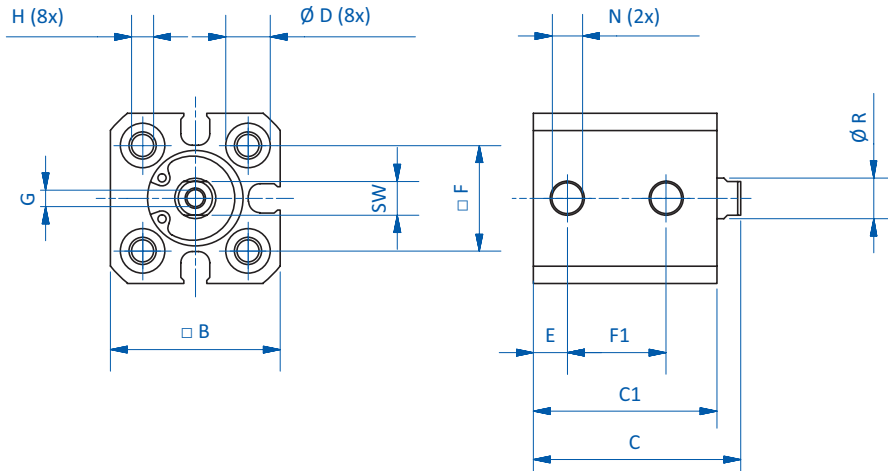 H (8x)
Ø D (8x)
N (2x)
Ø R
G
SW
□ F
□ B
E
F1
C1
C